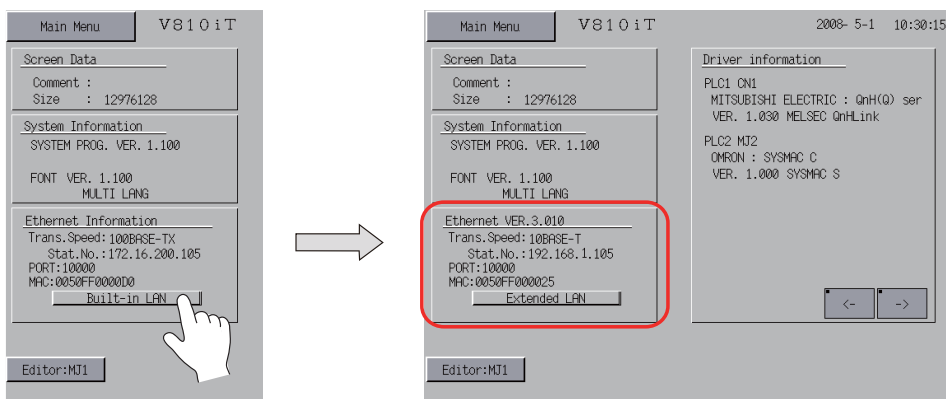 Main Menu
V810iT
Screen Data
Comment :
Size : 12976128
System Information
SYSTEM PROG. VER. 1.100
FONT VER. 1.100
MULTI LANG
Ethernet Information
Trans.Speed:100BASE-TX
Stat.No.:172.16.200.105
PORT:10000
MAC:0050FF0000D0
Built-in LAN
Editor:MJ1
Main Menu
V810iT
2008- 5-1 10:30:15
Screen Data
Comment :
Size : 12976128
System Information
SYSTEM PROG. VER. 1.100
FONT VER. 1.100
MULTI LANG
Ethernet VER.3.010
Trans.Speed:10BASE-T
Stat.No.:192.168.1.105
PORT:10000
MAC:0050FF000025
Extended LAN
Editor:MJ1
Driver information
PLC1 CN1
MITSUBISHI ELECTRIC : QnH(Q) ser
VER. 1.030 MELSEC QnHLink
PLC2 MJ2
OMRON : SYSMAC C
VER. 1.000 SYSMAC S
<- ->